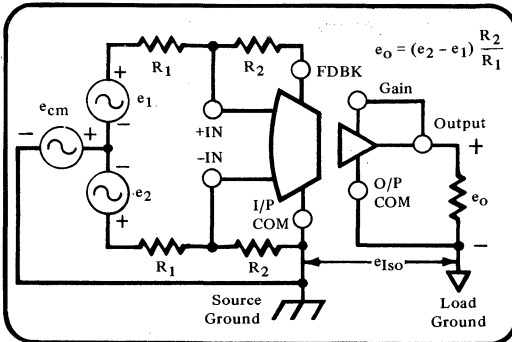 R1
R2
FDBK
eo = (e2 – e1) R2
R1
+
e1
–
Gain
Output
ecm
–
+
+IN
–IN
+
–
e2
+
I/P
COM
O/P
COM
eo
–
R1
R2
eIso
Source
Ground
Load
Ground